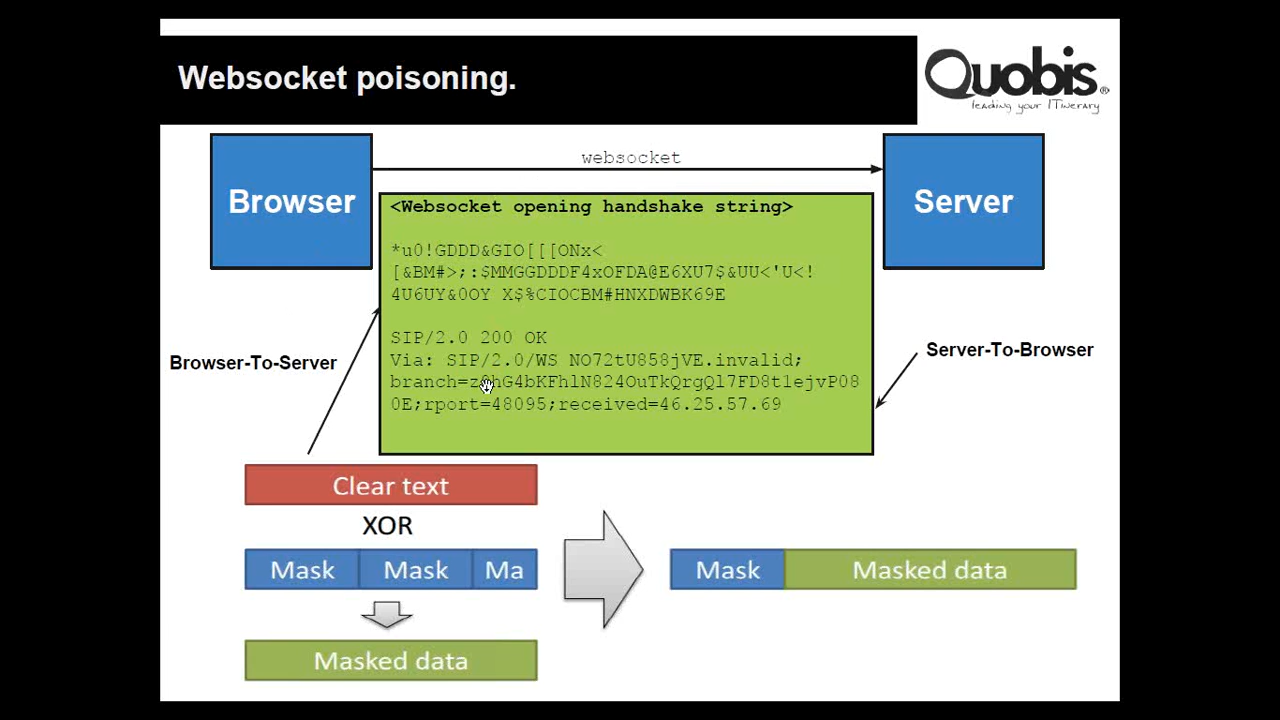 Websocket poisoning.
Quobis®
leading your ITinerary
websocket
Browser
Server
<Websocket opening handshake string>
*u0!GDDD&GIO[[[ONx<
[&BM#>;:$MMGGDDDF4xOFDA@E6XU7$&UU<'U<!
4U6UY&0OY X$%CIOCBM#HNXDWBK69E
SIP/2.0 200 OK
Via: SIP/2.0/WS NO72tU858jVE.invalid;
0E;rport=48095;received=46.25.57.69
Browser-To-Server
Server-To-Browser
Clear text
XOR
Mask Mask Ma
Mask Masked data
Masked data